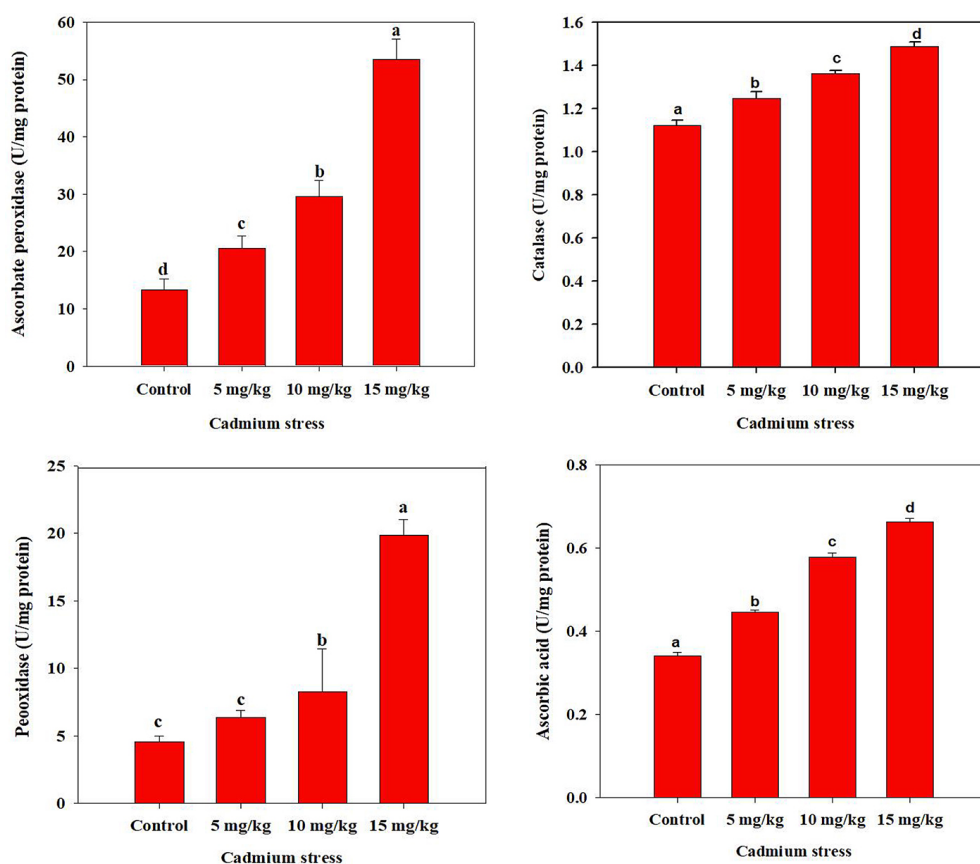 Ascorbate peroxidase (U/mg protein)
60
50
40
30
20
10
0
d
c
b
a
Control 5 mg/kg 10 mg/kg 15 mg/kg
Cadmium stress
Catalase (U/mg protein)
1.6
1.4
1.2
1.0
0.8
0.6
0.4
0.2
0.0
a
b
c
d
Control 5 mg/kg 10 mg/kg 15 mg/kg
Cadmium stress
Peooxidase (U/mg protein)
25
20
15
10
5
0
c
c
b
a
Control 5 mg/kg 10 mg/kg 15 mg/kg
Cadmium stress
Ascorbic acid (U/mg protein)
0.8
0.6
0.4
0.2
0.0
a
b
c
d
Control 5 mg/kg 10 mg/kg 15 mg/kg
Cadmium stress